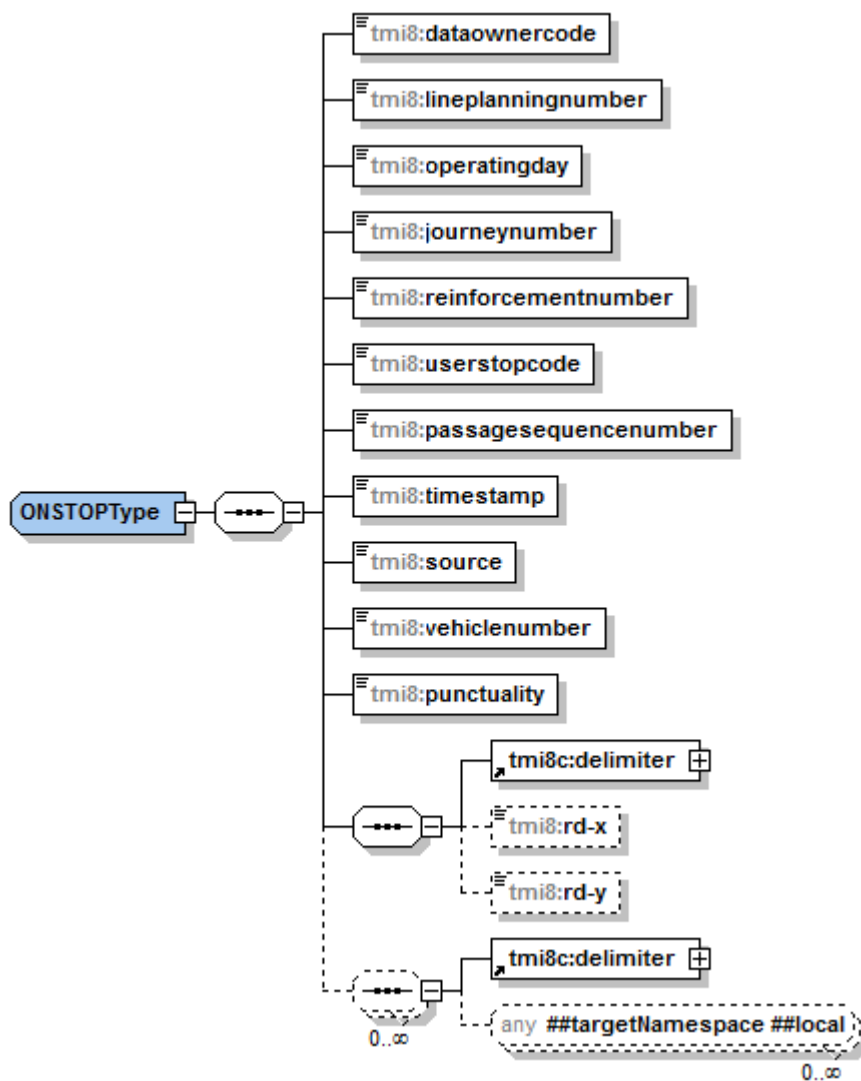 tmi8:dataownercode
tmi8:lineplanningnumber
tmi8:operatingday
tmi8:journeynumber
tmi8:reinforcementnumber
tmi8:userstopcode
tmi8:passagesequencenumber
ONSTOPType
tmi8:timestamp
tmi8:source
tmi8:vehiclenumber
tmi8:punctuality
tmi8c:delimiter
tmi8:rd-x
tmi8:rd-y
tmi8c:delimiter
any ##targetNamespace ##local
0..∞
0..∞